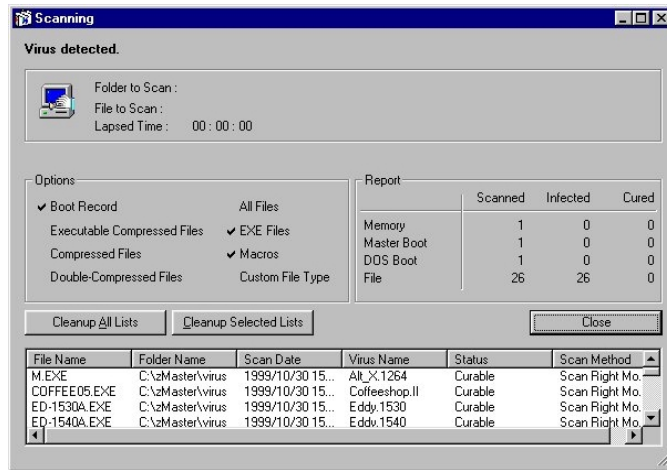 Scanning
Virus detected.
Folder to Scan :
File to Scan :
Lapsed Time : 00 : 00 : 00
Options
Boot Record All Files
Executable Compressed Files EXE Files
Compressed Files Macros
Double-Compressed Files Custom File Type
Report
Scanned Infected Cured
Memory 1 0 0
Master Boot 1 0 0
DOS Boot 1 0 0
File 26 26 0
Cleanup All Lists Cleanup Selected Lists Close
File Name Folder Name Scan Date Virus Name Status Scan Method
M.EXE C:\zMaster\virus 1999/10/30 15... Alt_X.1264 Curable Scan Right Mo.
COFFEE05.EXE C:\zMaster\virus 1999/10/30 15... Coffeeshop.II Curable Scan Right Mo.
ED-1530A.EXE C:\zMaster\virus 1999/10/30 15... Eddy.1530 Curable Scan Right Mo.
ED-1540A.EXE C:\zMaster\virus 1999/10/30 15... Eddy.1540 Curable Scan Right Mo.